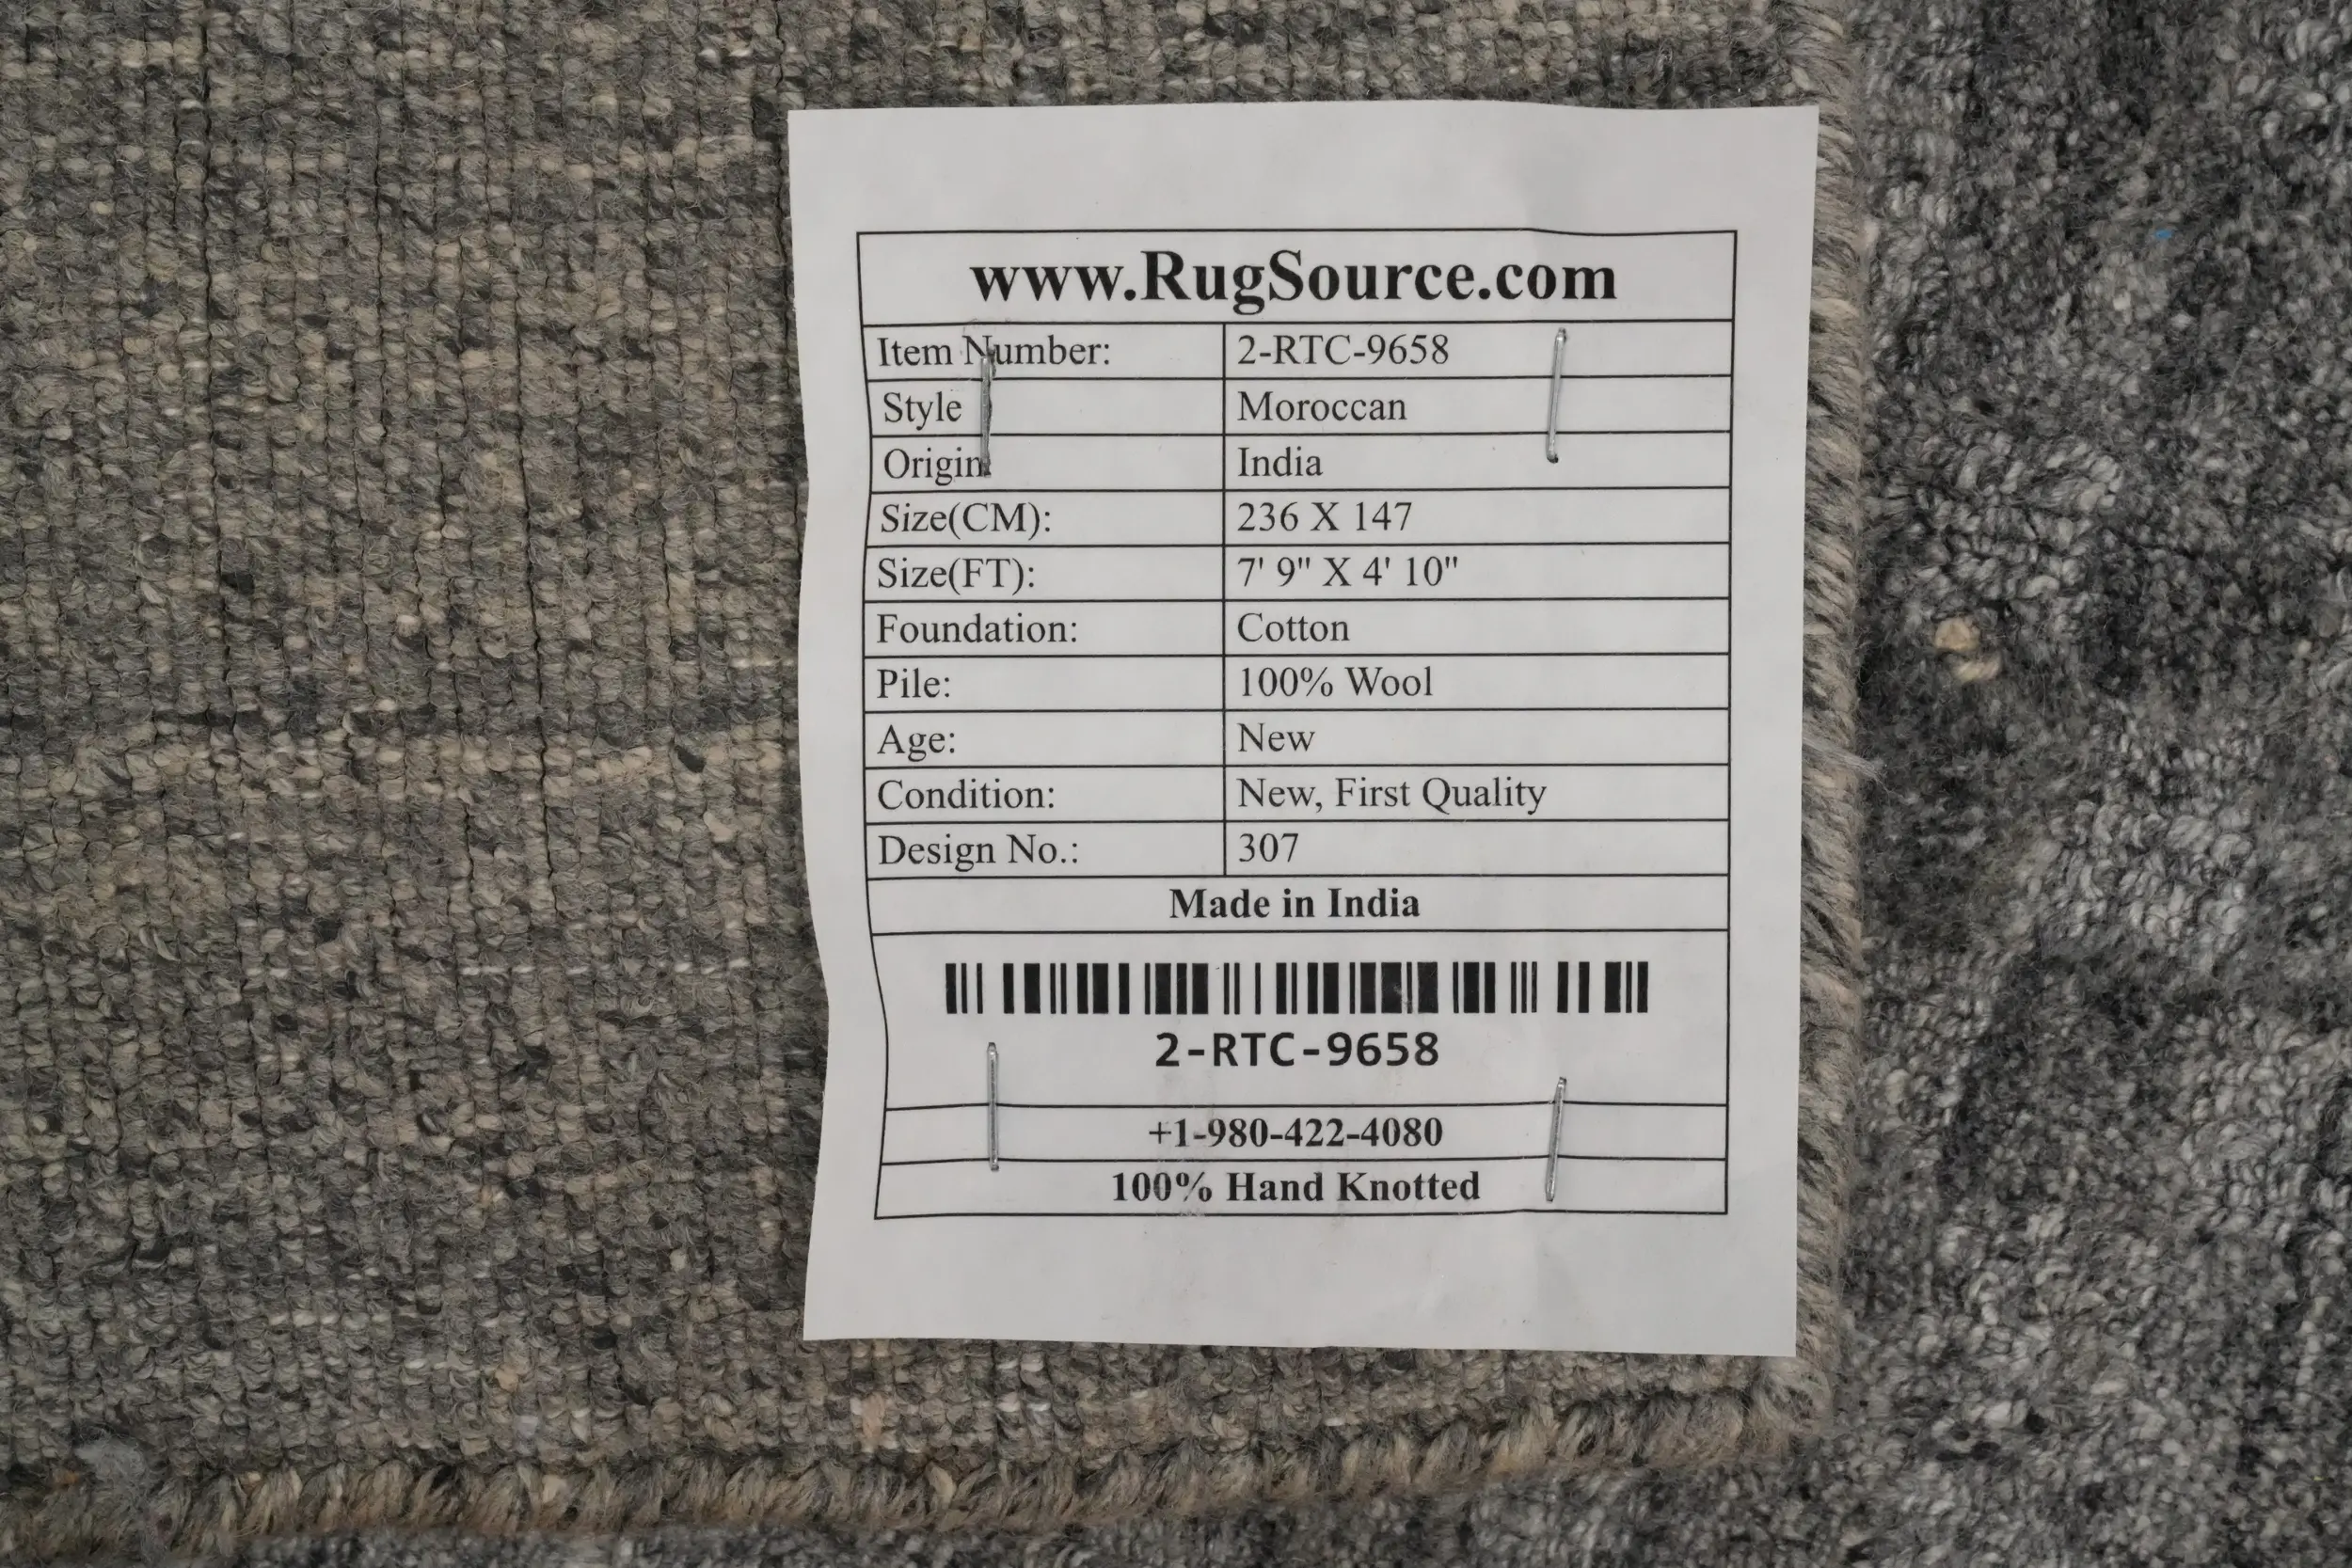 www.RugSource.com
Item Number: 2-RTC-9658
Style Moroccan
Origin: India
Size(CM): 236 X 147
Size(FT): 7' 9" X 4' 10"
Foundation: Cotton
Pile: 100% Wool
Age: New
Condition: New, First Quality
Design No.: 307
Made in India
2-RTC-9658
+1-980-422-4080
100% Hand Knotted